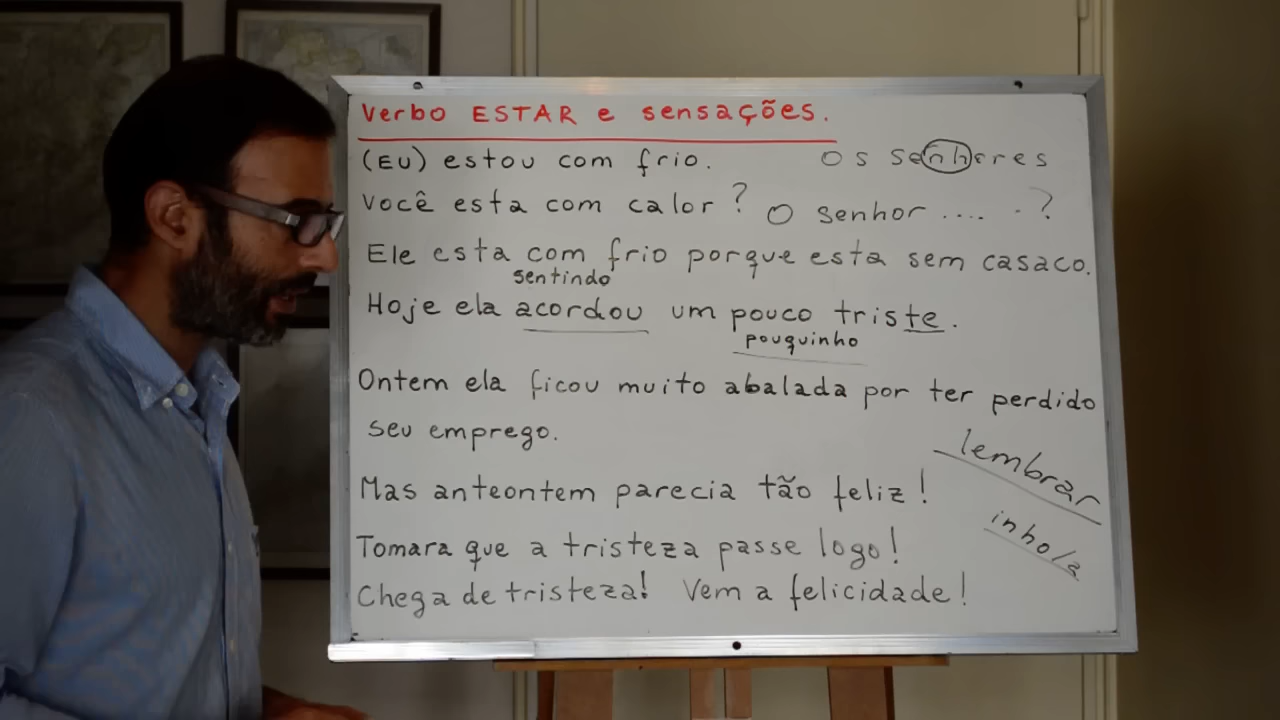 Verbo ESTAR e sensações.
(EU) estou com frio. Os senhores
você esta com calor? O senhor .... . ?
Ele esta com frio porque esta sem casaco.
sentindo
Hoje ela acordou um pouco triste.
pouquinho
Ontem ela ficou muito abalada por ter perdido
seu emprego.
lembrar
Mas anteontem parecia tão feliz!
inho/a
Tomara que a tristeza passe logo!
Chega de tristeza! Vem a felicidade!